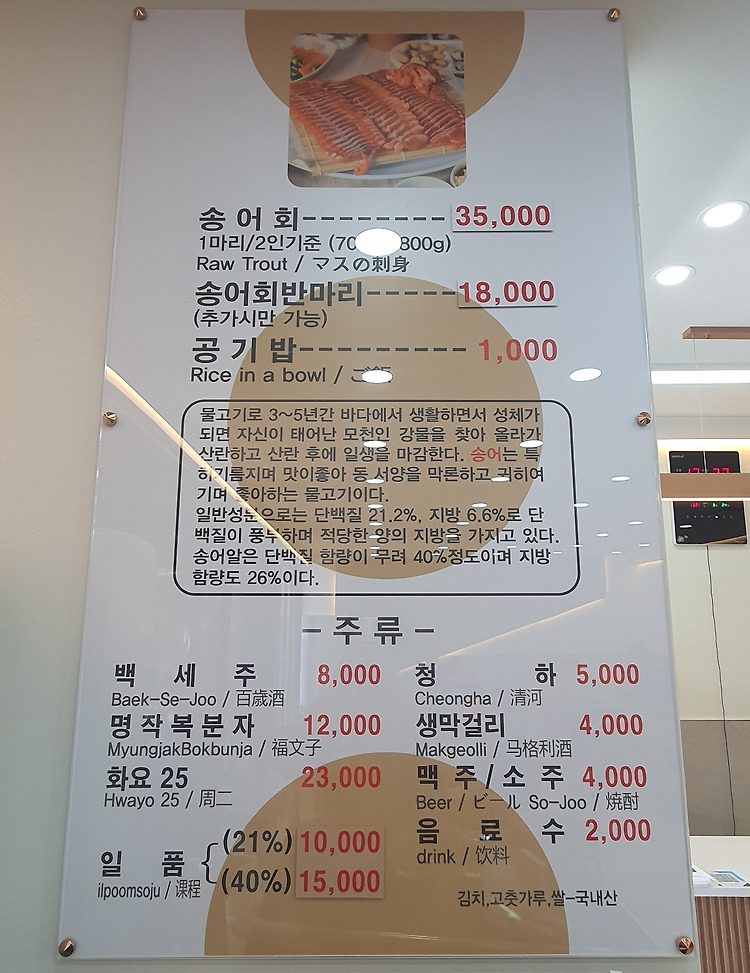 송어회--------- 35,000
1마리/2인기준 (70 800g)
Raw Trout / マスの刺身
송어회반마리------18,000
(추가시만 가능)
공기밥----------- 1,000
Rice in a bowl / ご飯
물고기로 3~5년간 바다에서 생활하면서 성체가
되면 자신이 태어난 모천인 강물을 찾아 올라가
산란하고 산란 후에 일생을 마감한다. 송어는 특
히기름지며 맛이좋아 동.서양을 막론하고 귀히여
기며 좋아하는 물고기이다.
일반성분으로는 단백질 21.2%, 지방 6.6%로 단
백질이 풍부하며 적당한 양의 지방을 가지고 있다.
송어알은 단백질 함량이 무려 40%정도이며 지방
함량도 26%이다.
- 주 류 -
백 세 주 8,000
Baek-Se-Joo / 百歳酒
명작복분자 12,000
MyungjakBokbunja / 福文子
화요 25 23,000
Hwayo 25 / 周二
일 품 (21%) 10,000
(40%) 15,000
ilpoomsoju / 课程
청 하 5,000
Cheongha / 清河
생막걸리 4,000
Makgeolli / 马格利酒
맥 주 / 소 주 4,000
Beer / ビール So-Joo / 焼酎
음 료 수 2,000
drink / 饮料
김치,고춧가루,쌀-국내산